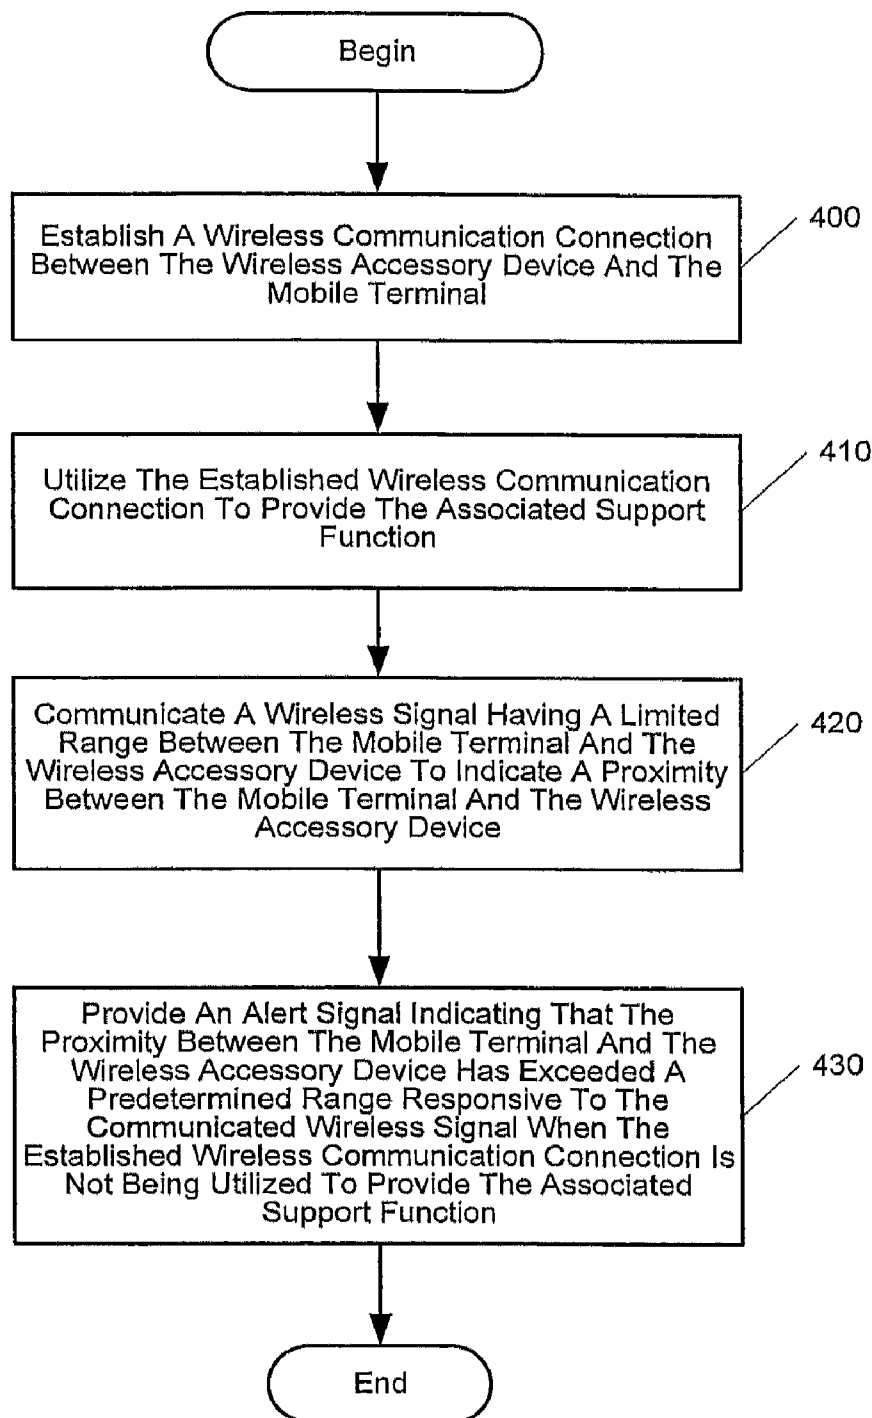 Begin
Establish A Wireless Communication Connection
Between The Wireless Accessory Device And The
Mobile Terminal
400
Utilize The Established Wireless Communication
Connection To Provide The Associated Support
Function
410
Communicate A Wireless Signal Having A Limited
Range Between The Mobile Terminal And The
Wireless Accessory Device To Indicate A Proximity
Between The Mobile Terminal And The Wireless
Accessory Device
420
Provide An Alert Signal Indicating That The
Proximity Between The Mobile Terminal And The
Wireless Accessory Device Has Exceeded A
Predetermined Range Responsive To The
Communicated Wireless Signal When The
Established Wireless Communication Connection Is
Not Being Utilized To Provide The Associated
Support Function
430
End